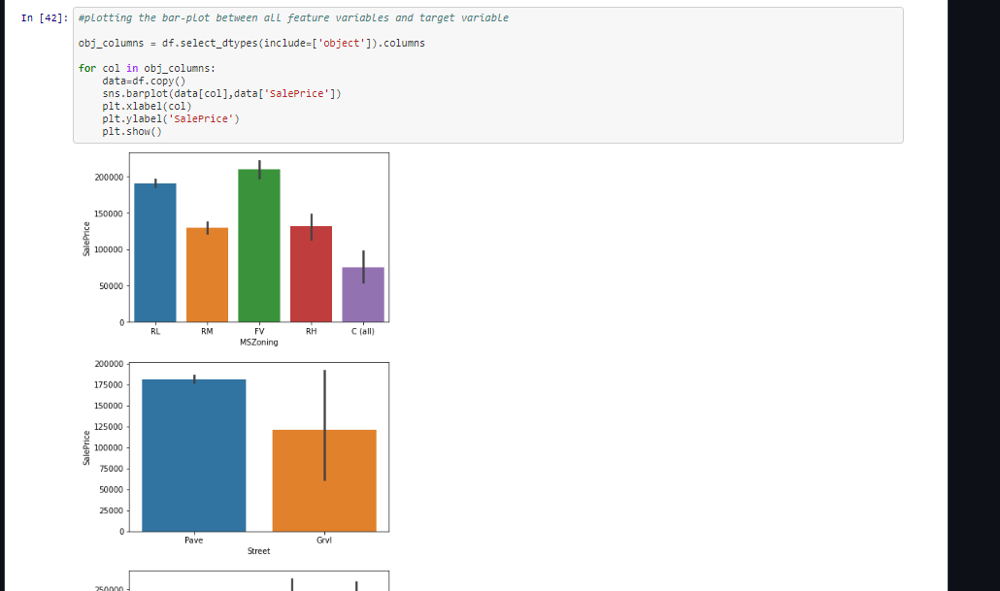 In [42]: #plotting the bar-plot between all feature variables and target variable
obj_columns = df.select_dtypes(include=['object']).columns
for col in obj_columns:
    data=df.copy()
    sns.barplot(data[col],data['SalePrice'])
    plt.xlabel(col)
    plt.ylabel('SalePrice')
    plt.show()
200000
150000
100000
50000
0
SalePrice
RL RM FV RH C (all)
MSZoning
200000
175000
150000
125000
100000
75000
50000
25000
0
SalePrice
Pave Grvl
Street
250000